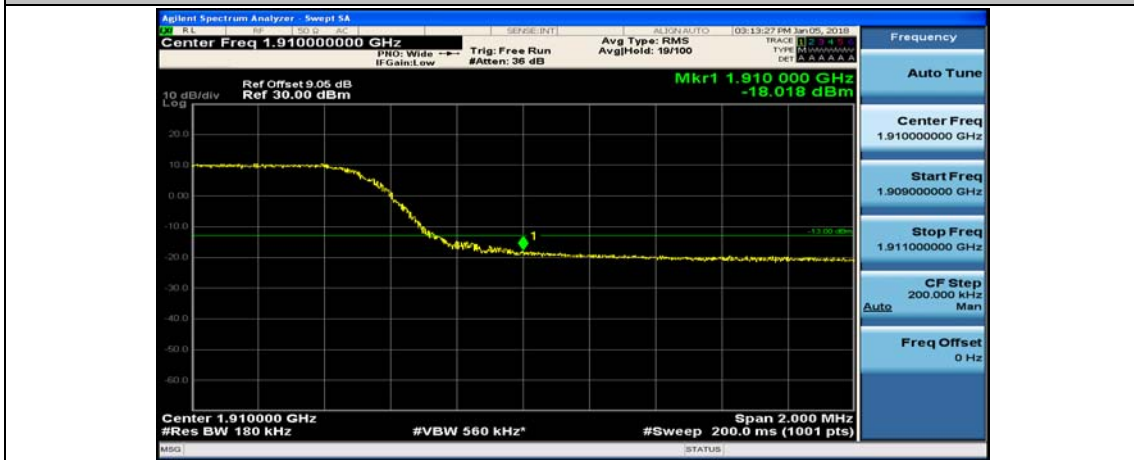 Agilent Spectrum Analyzer - Swept SA
RL RF 50 Ω AC SENSE:INT ALIGN AUTO 03:13:27 PM Jan 05, 2018
Center Freq 1.910000000 GHz
PNO: Wide
IFGain:Low
Trig: Free Run
#Atten: 36 dB
Avg Type: RMS
Avg|Hold: 19/100
TRACE 1 2 3 4 5 6
TYPE M
DET A A A A A A
Mkr1 1.910 000 GHz
-18.018 dBm
Ref Offset 9.05 dB
Ref 30.00 dBm
10 dB/div
Log
20.0
10.0
0.00
-10.0
-20.0
-30.0
-40.0
-50.0
-60.0
-13.00 dBm
1
Center 1.910000 GHz
Span 2.000 MHz
#Res BW 180 kHz
#VBW 560 kHz*
#Sweep 200.0 ms (1001 pts)
MSG
STATUS
Frequency
Auto Tune
Center Freq
1.910000000 GHz
Start Freq
1.909000000 GHz
Stop Freq
1.911000000 GHz
CF Step
200.000 kHz
Auto Man
Freq Offset
0 Hz